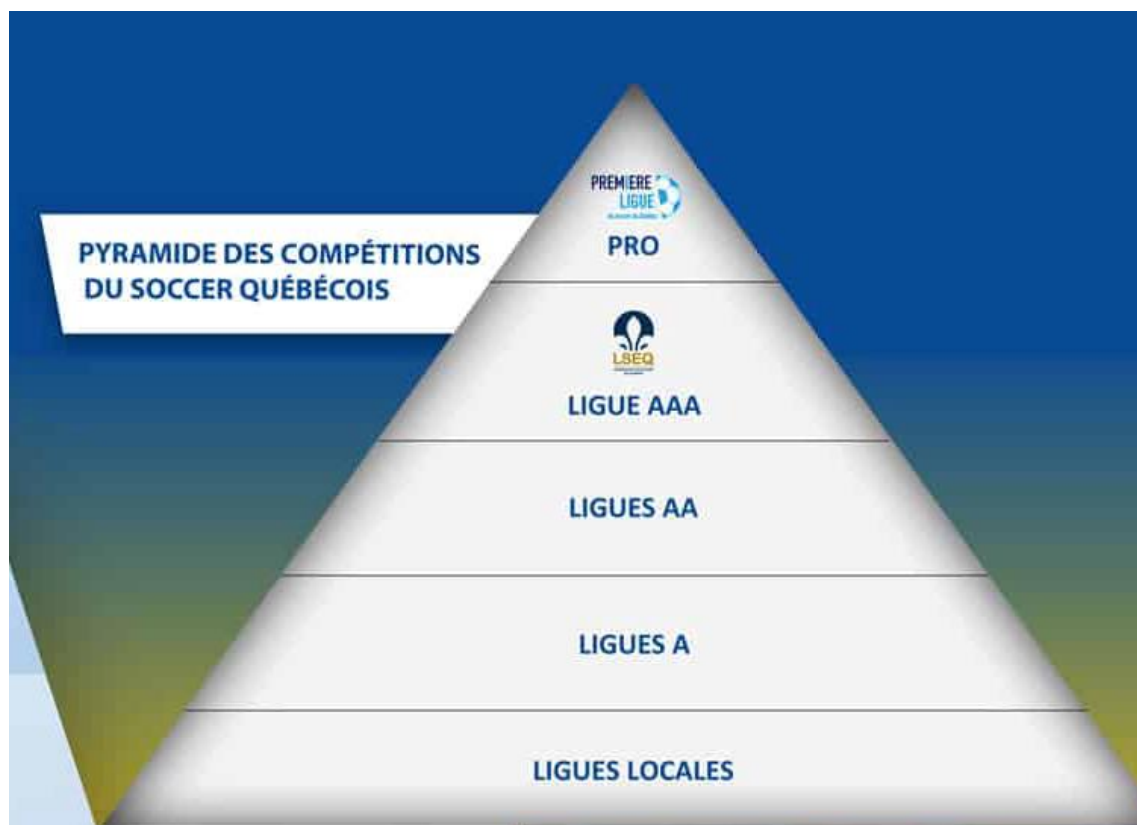 PREMIERE
LIGUE
PRO
PYRAMIDE DES COMPÉTITIONS
DU SOCCER QUÉBÉCOIS
LSEQ
LIGUE AAA
LIGUES AA
LIGUES A
LIGUES LOCALES